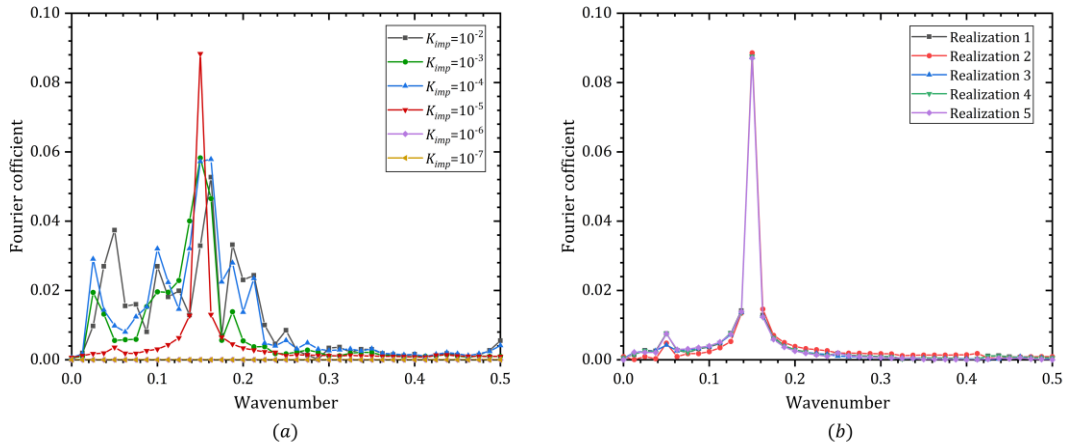 0.10
0.08
0.06
0.04
0.02
0.00
Fourier cofficient
0.0 0.1 0.2 0.3 0.4 0.5
Wavenumber
K_imp=10^-2
K_imp=10^-3
K_imp=10^-4
K_imp=10^-5
K_imp=10^-6
K_imp=10^-7
(a)
0.10
0.08
0.06
0.04
0.02
0.00
Fourier cofficient
0.0 0.1 0.2 0.3 0.4 0.5
Wavenumber
Realization 1
Realization 2
Realization 3
Realization 4
Realization 5
(b)